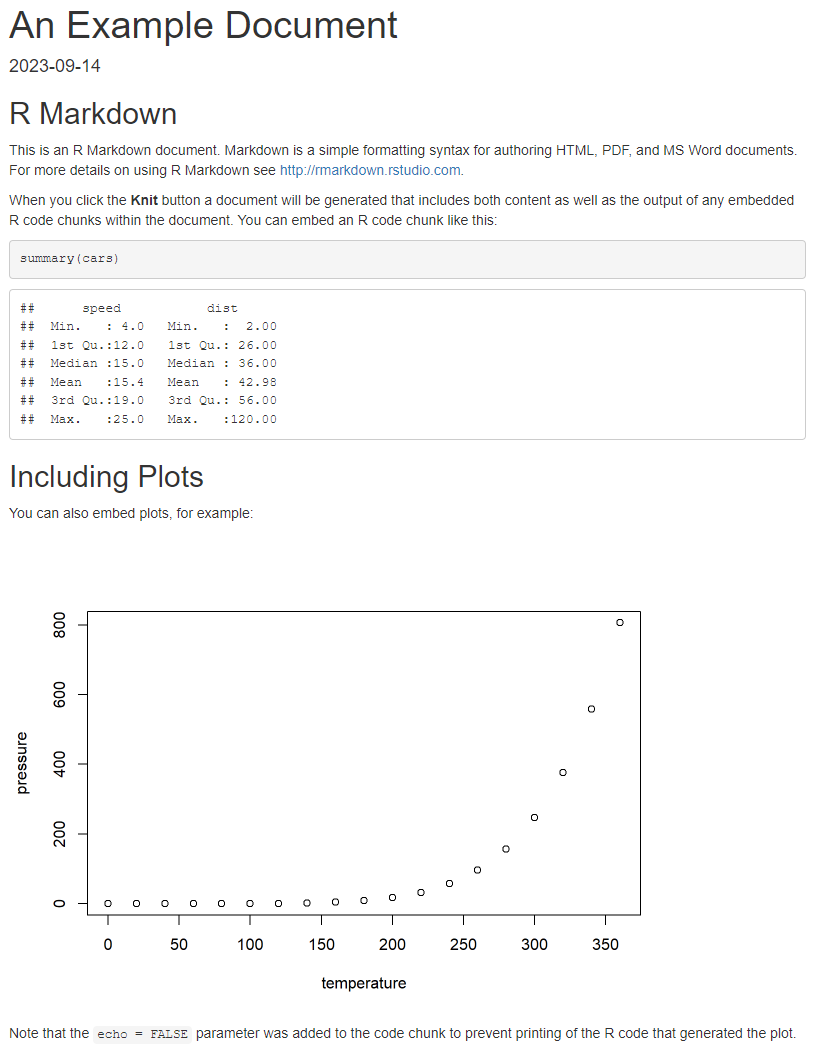 An Example Document
2023-09-14
R Markdown
This is an R Markdown document. Markdown is a simple formatting syntax for authoring HTML, PDF, and MS Word documents.
For more details on using R Markdown see http://rmarkdown.rstudio.com.
When you click the Knit button a document will be generated that includes both content as well as the output of any embedded
R code chunks within the document. You can embed an R code chunk like this:
summary(cars)
##      speed           dist
##  Min.   : 4.0   Min.   :  2.00
##  1st Qu.:12.0   1st Qu.: 26.00
##  Median :15.0   Median : 36.00
##  Mean   :15.4   Mean   : 42.98
##  3rd Qu.:19.0   3rd Qu.: 56.00
##  Max.   :25.0   Max.   :120.00
Including Plots
You can also embed plots, for example:
800
600
400
200
0
pressure
0 50 100 150 200 250 300 350
temperature
Note that the echo = FALSE parameter was added to the code chunk to prevent printing of the R code that generated the plot.